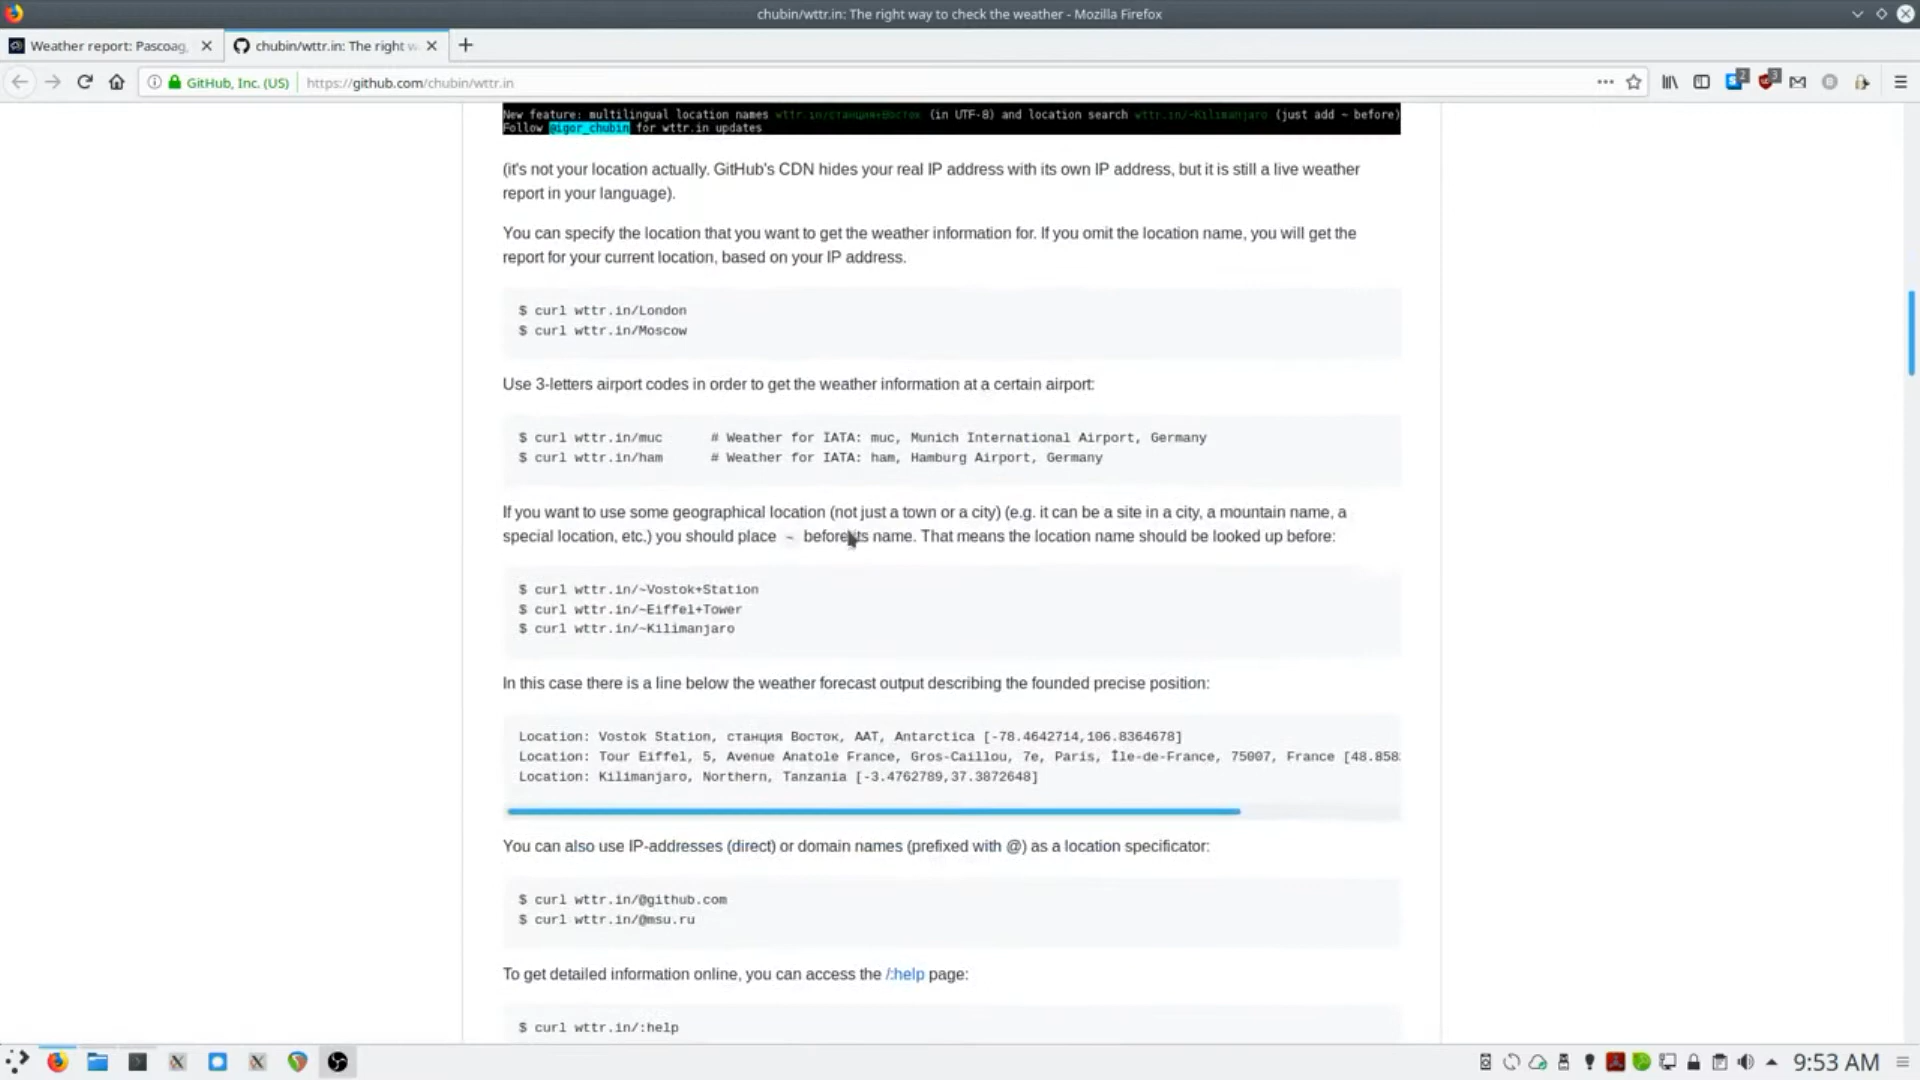 chubin/wttr.in: The right way to check the weather - Mozilla Firefox
Weather report: Pascoag,
chubin/wttr.in: The right w
GitHub, Inc. (US)
https://github.com/chubin/wttr.in
2
3
New feature: multilingual location names wttr.in/станция+Восток (in UTF-8) and location search wttr.in/~Kilimanjaro (just add ~ before)
Follow @igor_chubin for wttr.in updates
(it's not your location actually. GitHub's CDN hides your real IP address with its own IP address, but it is still a live weather
report in your language).
You can specify the location that you want to get the weather information for. If you omit the location name, you will get the
report for your current location, based on your IP address.
$ curl wttr.in/London
$ curl wttr.in/Moscow
Use 3-letters airport codes in order to get the weather information at a certain airport:
$ curl wttr.in/muc # Weather for IATA: muc, Munich International Airport, Germany
$ curl wttr.in/ham # Weather for IATA: ham, Hamburg Airport, Germany
If you want to use some geographical location (not just a town or a city) (e.g. it can be a site in a city, a mountain name, a
special location, etc.) you should place ~ before its name. That means the location name should be looked up before:
$ curl wttr.in/~Vostok+Station
$ curl wttr.in/~Eiffel+Tower
$ curl wttr.in/~Kilimanjaro
In this case there is a line below the weather forecast output describing the founded precise position:
Location: Vostok Station, станция Восток, AAT, Antarctica [-78.4642714,106.8364678]
Location: Tour Eiffel, 5, Avenue Anatole France, Gros-Caillou, 7e, Paris, Île-de-France, 75007, France [48.858
Location: Kilimanjaro, Northern, Tanzania [-3.4762789,37.3872648]
You can also use IP-addresses (direct) or domain names (prefixed with @) as a location specificator:
$ curl wttr.in/@github.com
$ curl wttr.in/@msu.ru
To get detailed information online, you can access the /:help page:
$ curl wttr.in/:help
9:53 AM